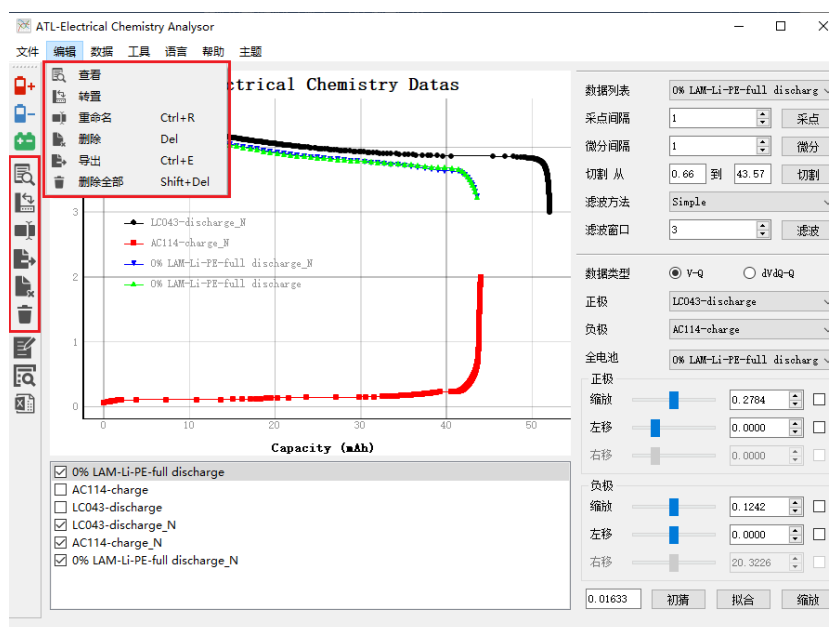 ATL-Electrical Chemistry Analysor
文件 编辑 数据 工具 语言 帮助 主题
查看
转置
重命名 Ctrl+R
删除 Del
导出 Ctrl+E
删除全部 Shift+Del
ctrical Chemistry Datas
3
2
1
0
LC043-discharge_N
AC114-charge_N
0% LAM-Li-PE-full discharge_N
0% LAM-Li-PE-full discharge
0 10 20 30 40 50
Capacity (mAh)
0% LAM-Li-PE-full discharge
AC114-charge
LC043-discharge
LC043-discharge_N
AC114-charge_N
0% LAM-Li-PE-full discharge_N
数据列表 0% LAM-Li-PE-full discharg
采点间隔 1 采点
微分间隔 1 微分
切割 从 0.66 到 43.57 切割
滤波方法 Simple
滤波窗口 3 滤波
数据类型 V-Q dVdQ-Q
正极 LC043-discharge
负极 AC114-charge
全电池 0% LAM-Li-PE-full discharg
正极
缩放 0.2784
左移 0.0000
右移 0.0000
负极
缩放 0.1242
左移 0.0000
右移 20.3226
0.01633 初猜 拟合 缩放